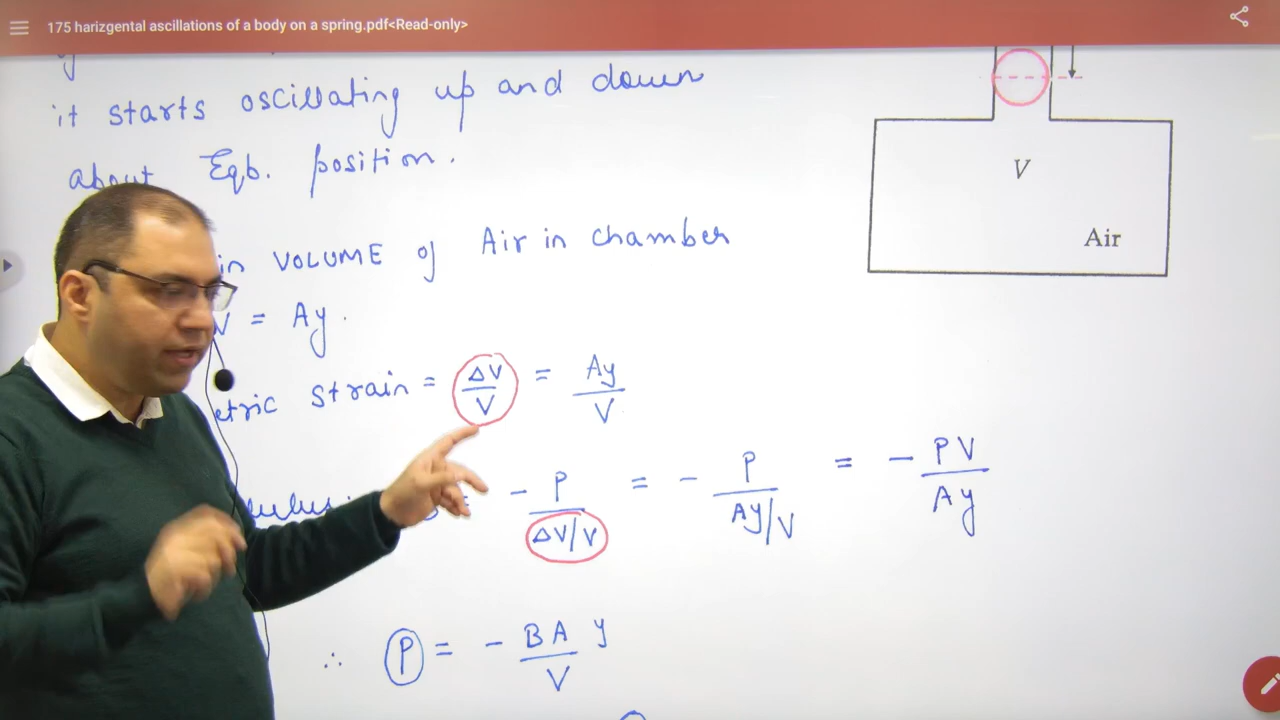 175 harizgental ascillations of a body on a spring.pdf<Read-only>
it starts oscillating up and down
about Eqb. position.
in VOLUME of Air in chamber
V = Ay.
etric strain = ΔV/V = Ay/V
= - P/(ΔV/V) = - P/(Ay/V) = - PV/Ay
∴ P = - BA/V y
V
Air